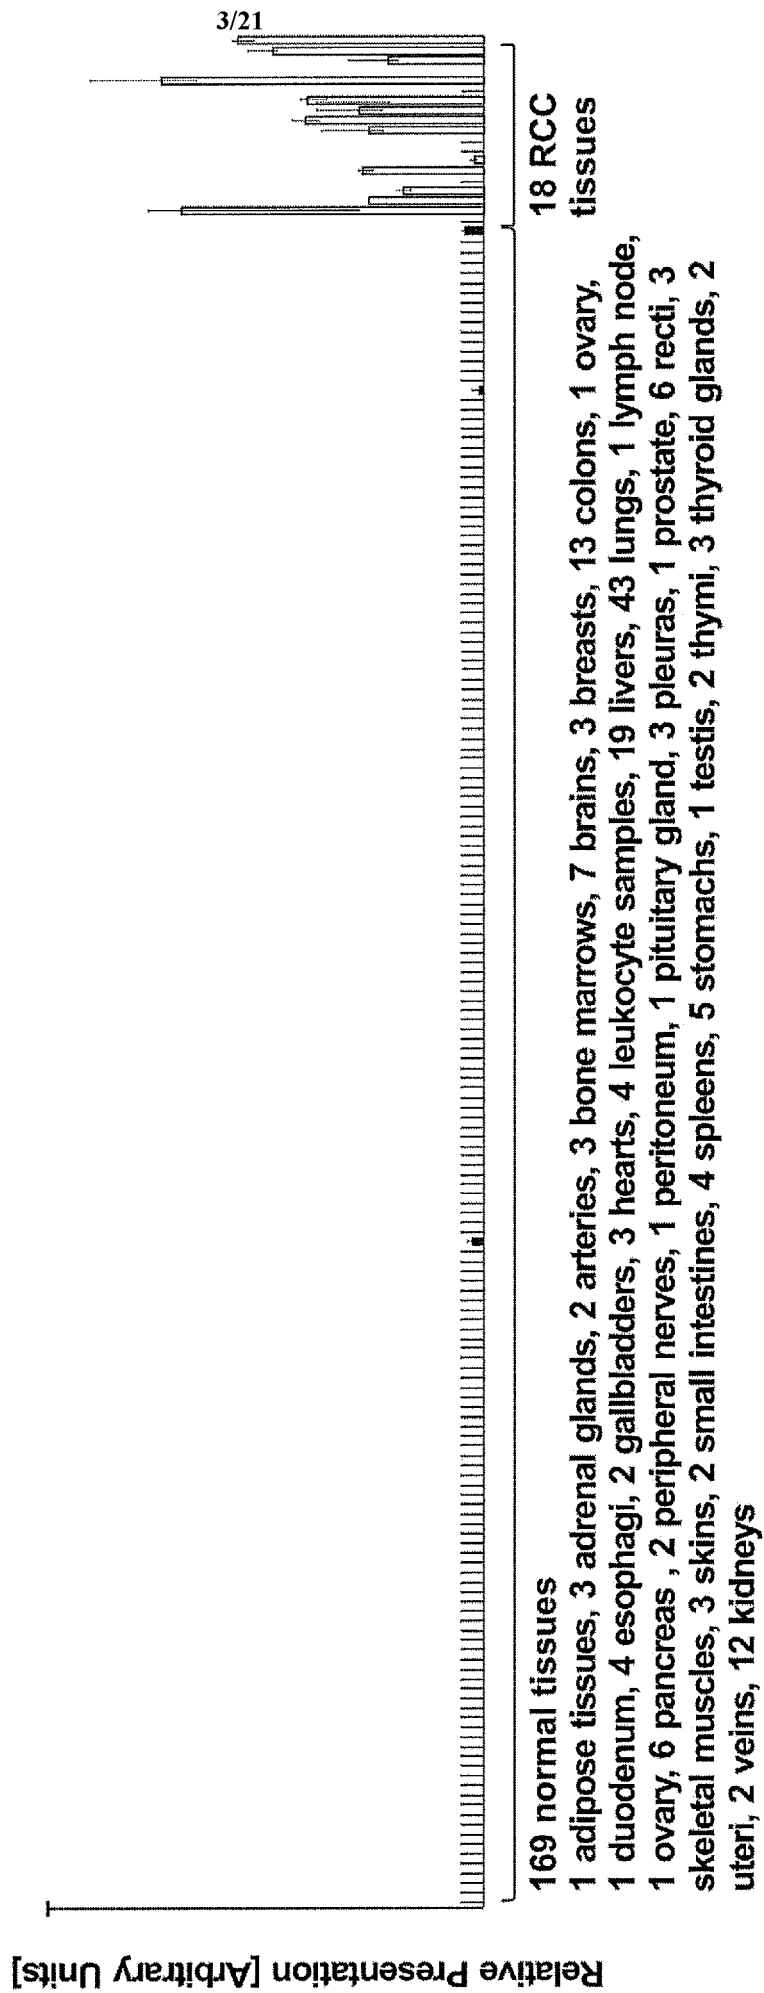 3/21
Relative Presentation [Arbitrary Units]
169 normal tissues
18 RCC
tissues
1 adipose tissues, 3 adrenal glands, 2 arteries, 3 bone marrows, 7 brains, 3 breasts, 13 colons, 1 ovary,
1 duodenum, 4 esophagi, 2 gallbladders, 3 hearts, 4 leukocyte samples, 19 livers, 43 lungs, 1 lymph node,
1 ovary, 6 pancreas , 2 peripheral nerves, 1 peritoneum, 1 pituitary gland, 3 pleuras, 1 prostate, 6 recti, 3
skeletal muscles, 3 skins, 2 small intestines, 4 spleens, 5 stomachs, 1 testis, 2 thymi, 3 thyroid glands, 2
uteri, 2 veins, 12 kidneys